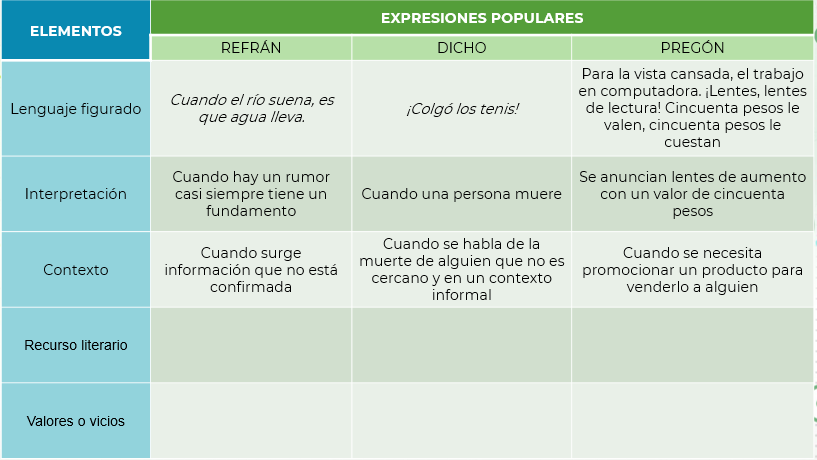 ELEMENTOS
EXPRESIONES POPULARES
REFRÁN
DICHO
PREGÓN
Lenguaje figurado
Cuando el río suena, es
que agua lleva.
¡Colgó los tenis!
Para la vista cansada, el trabajo
en computadora. ¡Lentes, lentes
de lectura! Cincuenta pesos le
valen, cincuenta pesos le
cuestan
Interpretación
Cuando hay un rumor
casi siempre tiene un
fundamento
Cuando una persona muere
Se anuncian lentes de aumento
con un valor de cincuenta
pesos
Contexto
Cuando surge
información que no está
confirmada
Cuando se habla de la
muerte de alguien que no es
cercano y en un contexto
informal
Cuando se necesita
promocionar un producto para
venderlo a alguien
Recurso literario
Valores o vicios